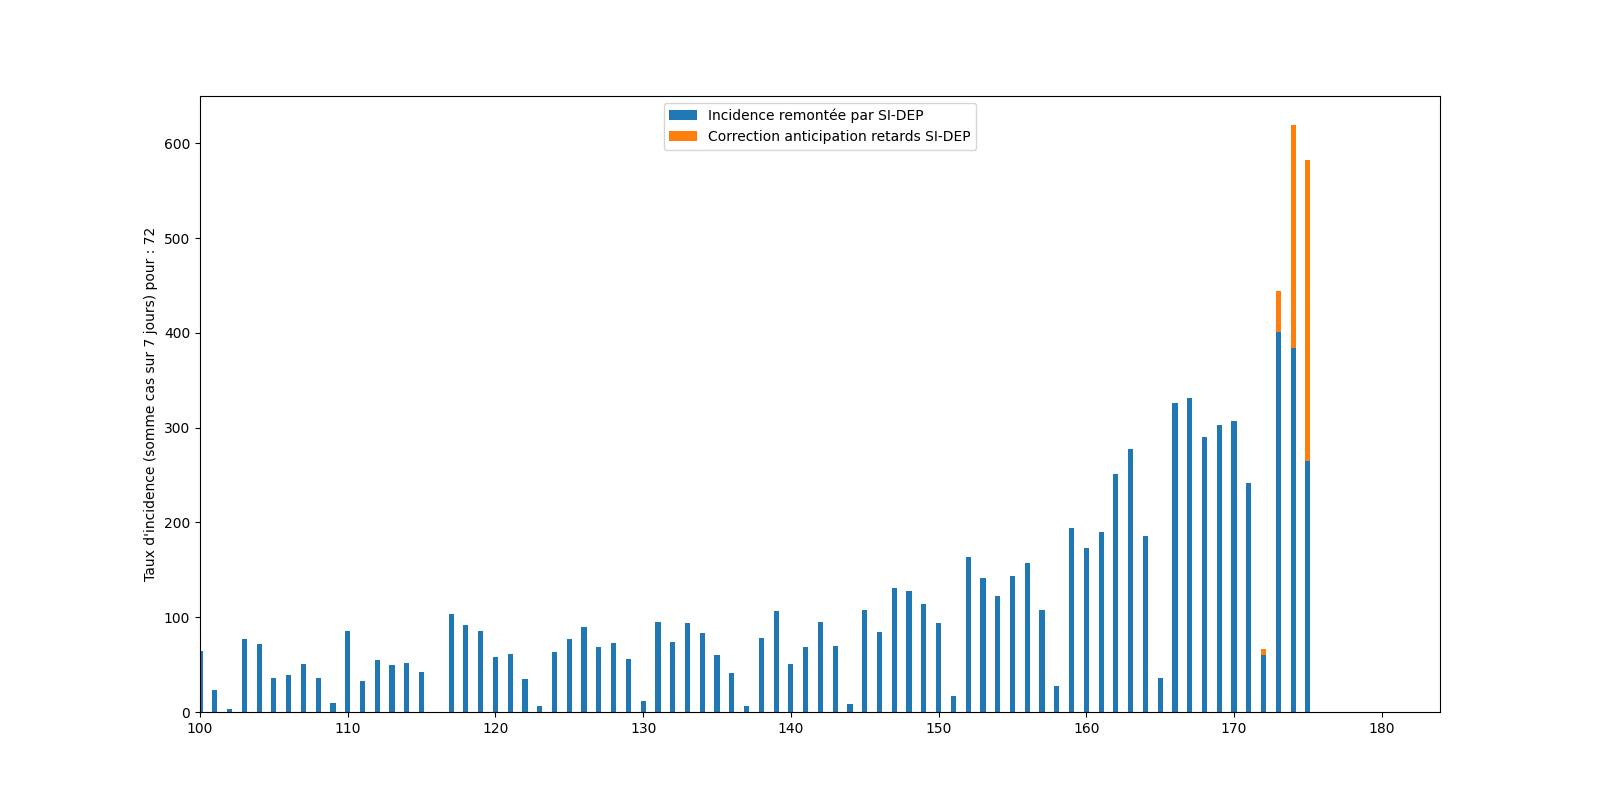 Incidence remontée par SI-DEP
Correction anticipation retards SI-DEP
Taux d'incidence (somme cas sur 7 jours) pour : 72
600
500
400
300
200
100
0
100 110 120 130 140 150 160 170 180